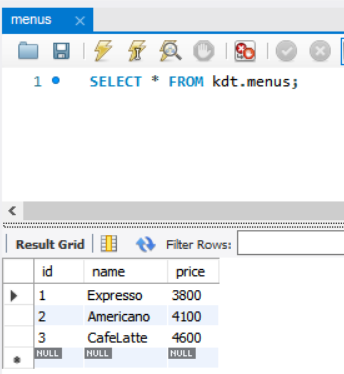 menus
1 SELECT * FROM kdt.menus;
Result Grid Filter Rows:
id name price
1 Expresso 3800
2 Americano 4100
3 CafeLatte 4600
NULL NULL NULL